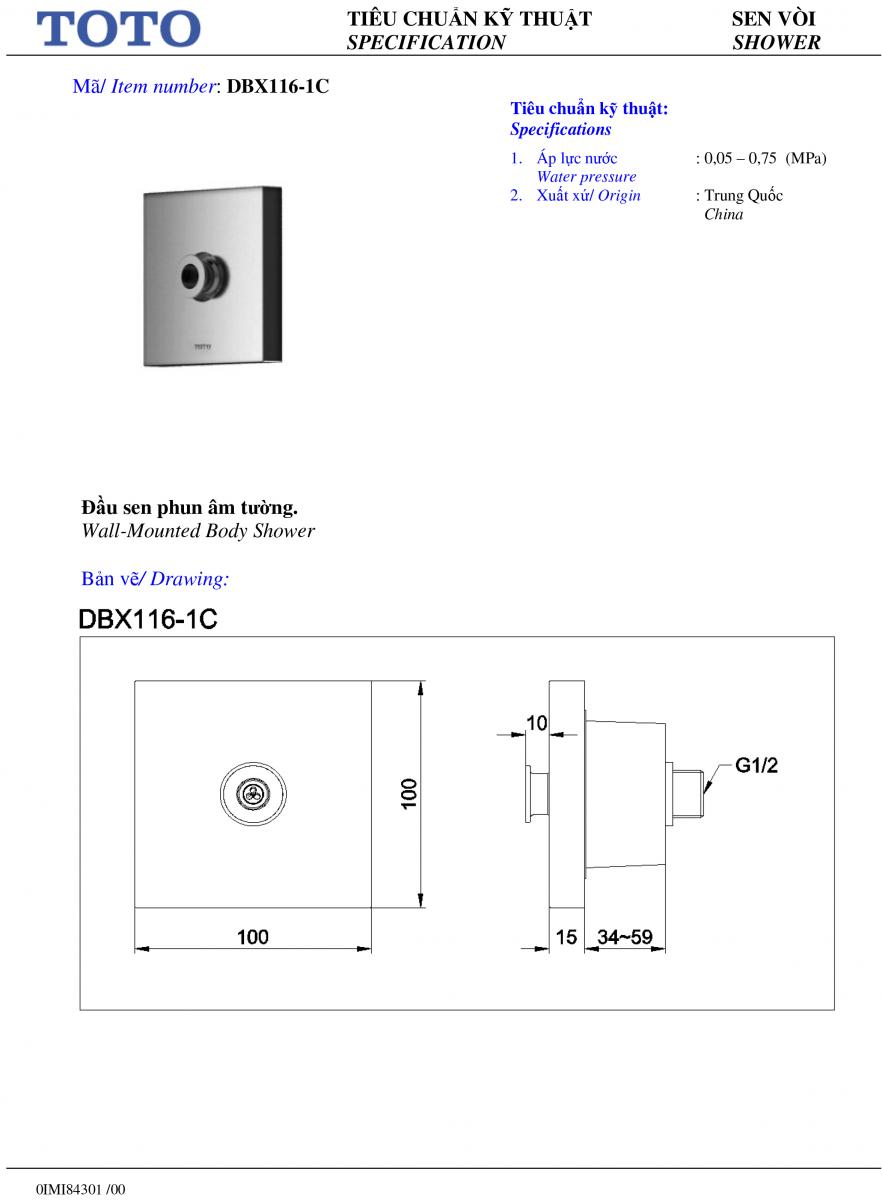 TOTO
TIÊU CHUẨN KỸ THUẬT
SPECIFICATION
SEN VÒI
SHOWER
Mã/ Item number: DBX116-1C
Tiêu chuẩn kỹ thuật:
Specifications
1. Áp lực nước : 0,05 – 0,75 (MPa)
Water pressure
2. Xuất xứ/ Origin : Trung Quốc
China
TOTO
Đầu sen phun âm tường.
Wall-Mounted Body Shower
Bản vẽ/ Drawing:
DBX116-1C
10
G1/2
100
100
15
34~59
0IMI84301 /00